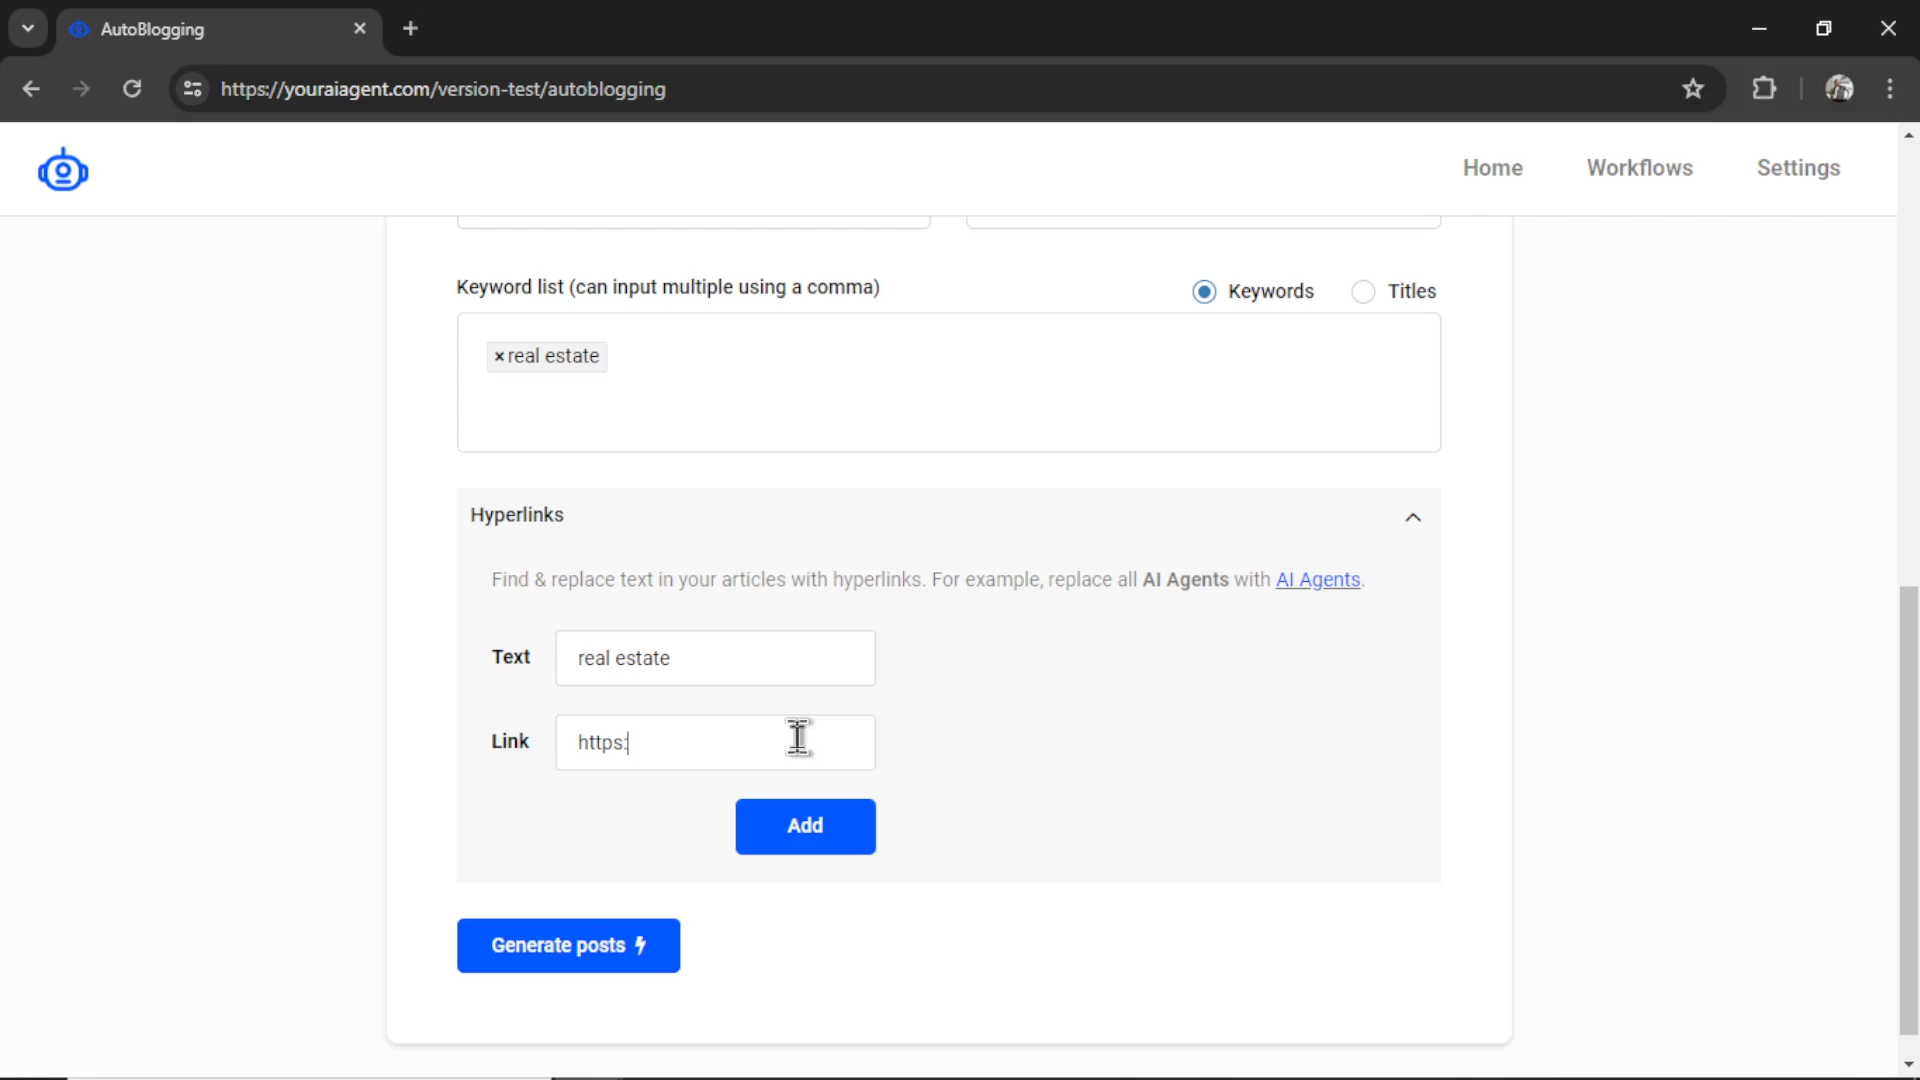 AutoBlogging
https://youraiagent.com/version-test/autoblogging
Home Workflows Settings
Keyword list (can input multiple using a comma) Keywords Titles
×real estate
Hyperlinks
Find & replace text in your articles with hyperlinks. For example, replace all AI Agents with AI Agents.
Text real estate
Link https:
Add
Generate posts